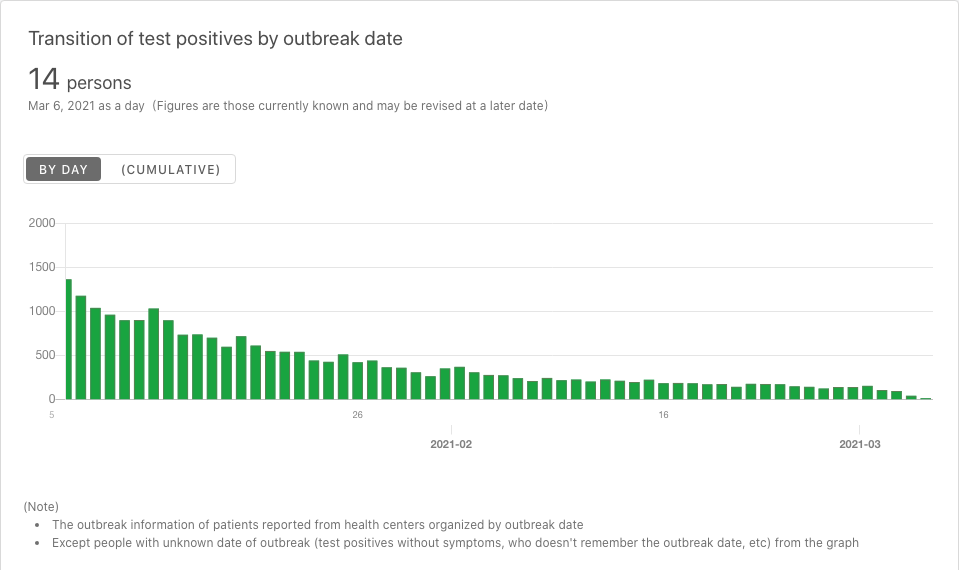 Transition of test positives by outbreak date
14 persons
Mar 6, 2021 as a day (Figures are those currently known and may be revised at a later date)
BY DAY (CUMULATIVE)
2000
1500
1000
500
0
5 26 16
2021-02 2021-03
(Note)
• The outbreak information of patients reported from health centers organized by outbreak date
• Except people with unknown date of outbreak (test positives without symptoms, who doesn't remember the outbreak date, etc) from the graph